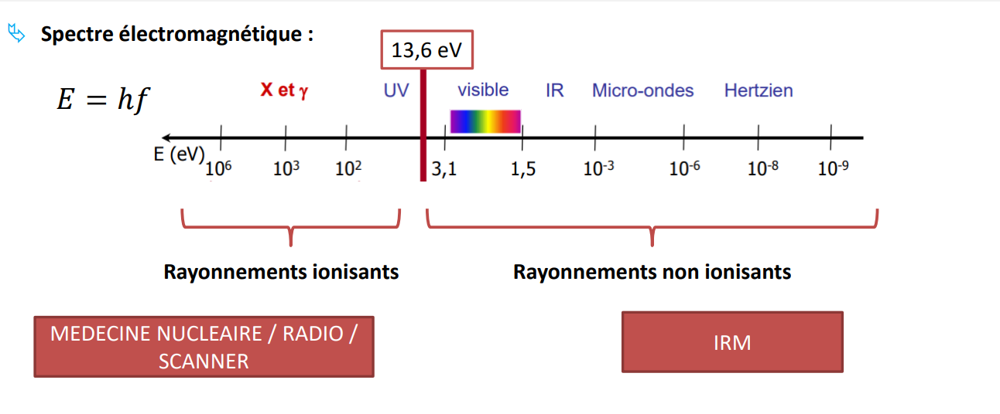 Spectre électromagnétique :
13,6 eV
E = hf
X et γ
UV
visible
IR
Micro-ondes
Hertzien
E (eV)
10⁶
10³
10²
3,1
1,5
10⁻³
10⁻⁶
10⁻⁸
10⁻⁹
Rayonnements ionisants
Rayonnements non ionisants
MEDECINE NUCLEAIRE / RADIO /
SCANNER
IRM